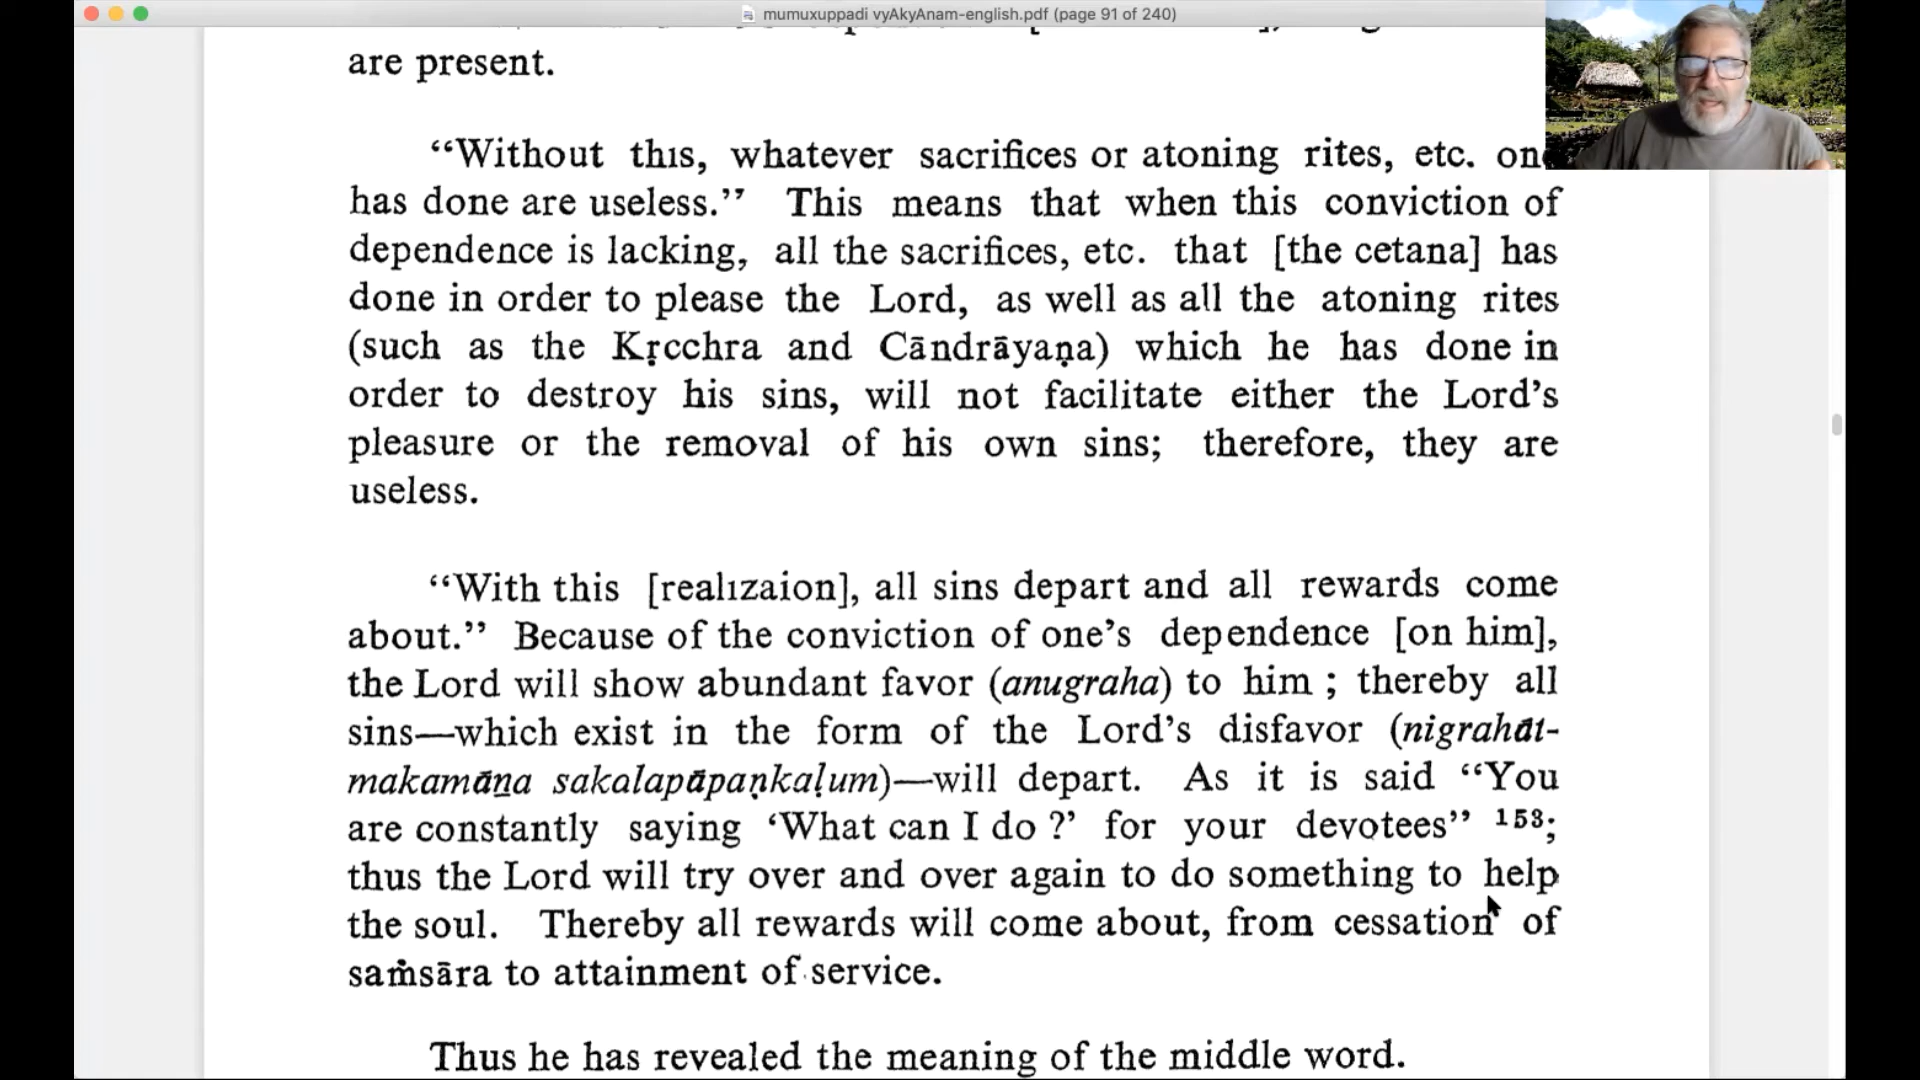 mumuxuppadi vyAkyAnam-english.pdf (page 91 of 240)
are present.
“Without this, whatever sacrifices or atoning rites, etc.
has done are useless.” This means that when this conviction of
dependence is lacking, all the sacrifices, etc. that [the cetana] has
done in order to please the Lord, as well as all the atoning rites
(such as the Kṛcchra and Cāndrāyaṇa) which he has done in
order to destroy his sins, will not facilitate either the Lord’s
pleasure or the removal of his own sins; therefore, they are
useless.
“With this [realızaion], all sins depart and all rewards come
about.” Because of the conviction of one’s dependence [on him],
the Lord will show abundant favor (anugraha) to him ; thereby all
sins—which exist in the form of the Lord’s disfavor (nigrahāt-
makamāṉa sakalapāpaṇkaḷum)—will depart. As it is said “You
are constantly saying ‘What can I do ?’ for your devotees” 153;
thus the Lord will try over and over again to do something to help
the soul. Thereby all rewards will come about, from cessation of
saṁsāra to attainment of service.
Thus he has revealed the meaning of the middle word.